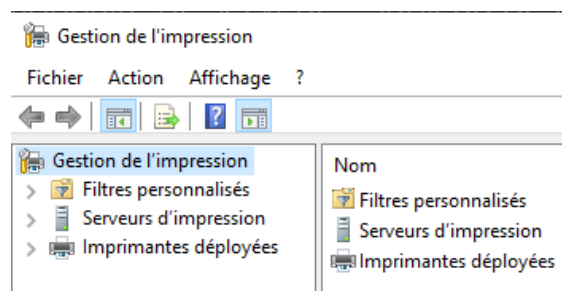 Gestion de l'impression
Fichier Action Affichage ?
Gestion de l'impression
Filtres personnalisés
Serveurs d'impression
Imprimantes déployées
Nom
Filtres personnalisés
Serveurs d'impression
Imprimantes déployées